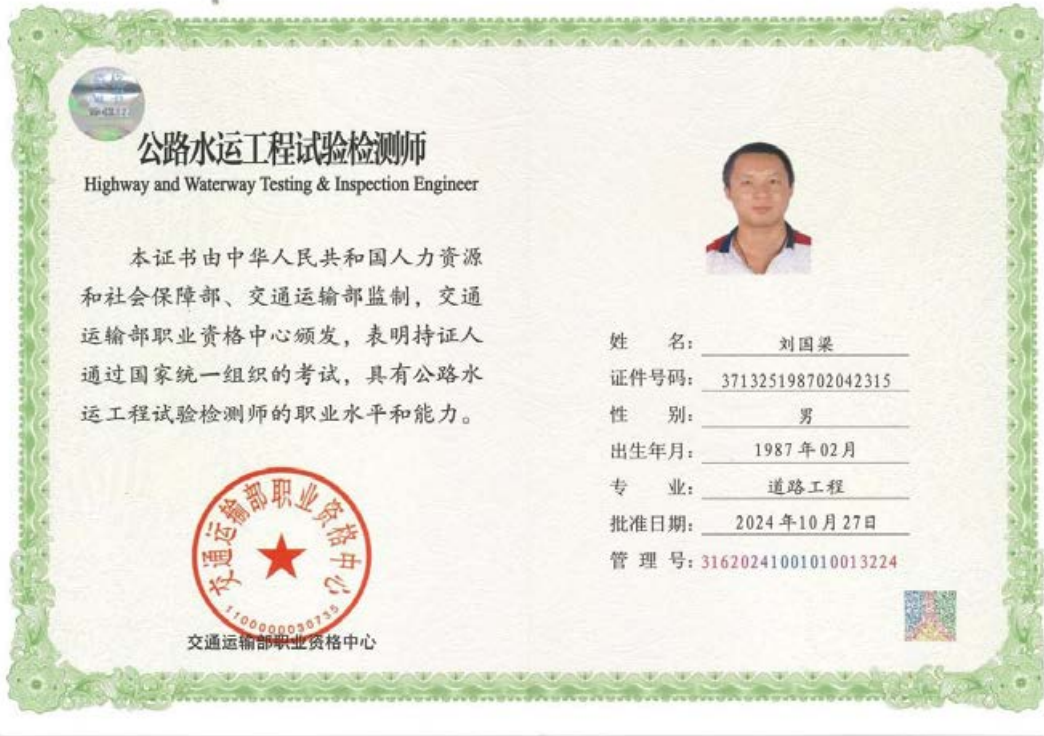 公路水运工程试验检测师
Highway and Waterway Testing & Inspection Engineer
本证书由中华人民共和国人力资源
和社会保障部、交通运输部监制，交通
运输部职业资格中心颁发，表明持证人
通过国家统一组织的考试，具有公路水
运工程试验检测师的职业水平和能力。
交通运输部职业资格中心
1100000030735
交通运输部职业资格中心
姓 名： 刘国梁
证件号码： 371325198702042315
性 别： 男
出生年月： 1987年02月
专 业： 道路工程
批准日期： 2024年10月27日
管 理 号：31620241001010013224